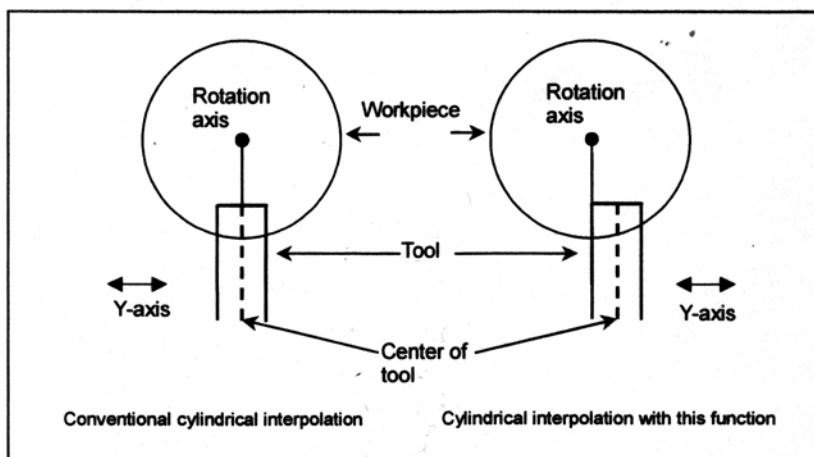 Rotation
axis
Workpiece
Rotation
axis
Tool
Y-axis
Y-axis
Center of
tool
Conventional cylindrical interpolation
Cylindrical interpolation with this function